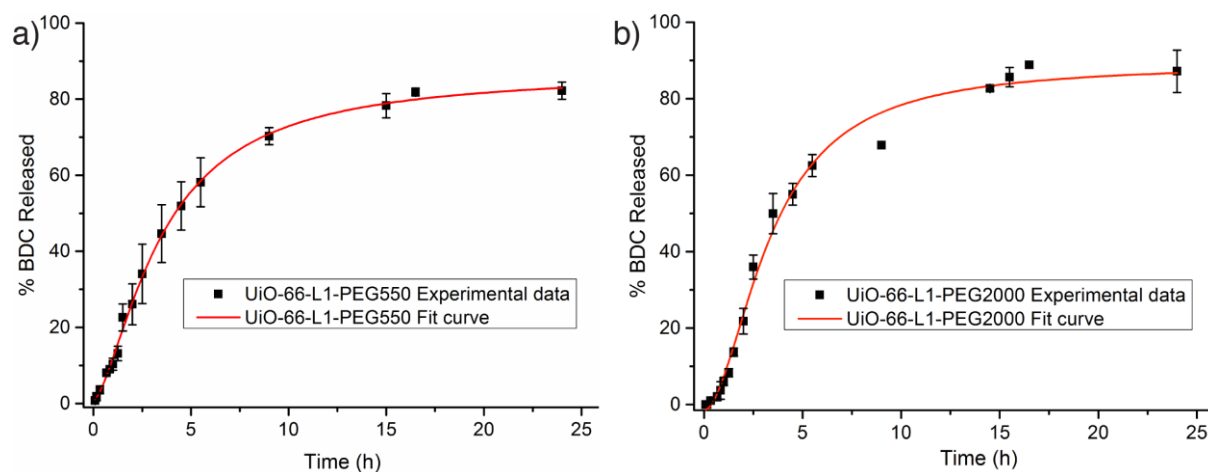 a)
100
80
60
40
20
0
% BDC Released
UiO-66-L1-PEG550 Experimental data
UiO-66-L1-PEG550 Fit curve
0 5 10 15 20 25
Time (h)
b)
100
80
60
40
20
0
% BDC Released
UiO-66-L1-PEG2000 Experimental data
UiO-66-L1-PEG2000 Fit curve
0 5 10 15 20 25
Time (h)